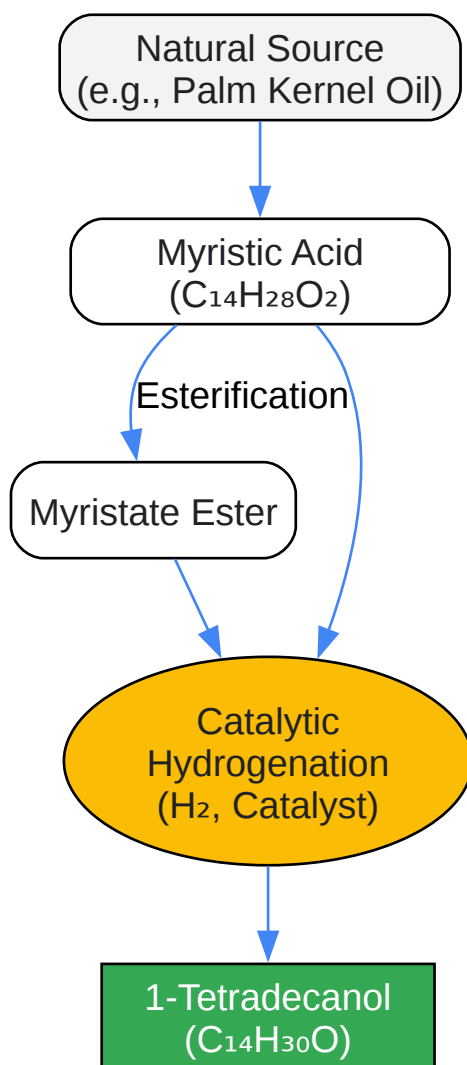 Natural Source
(e.g., Palm Kernel Oil)
Myristic Acid
(C₁₄H₂₈O₂)
Esterification
Myristate Ester
Catalytic
Hydrogenation
(H₂, Catalyst)
1-Tetradecanol
(C₁₄H₃₀O)